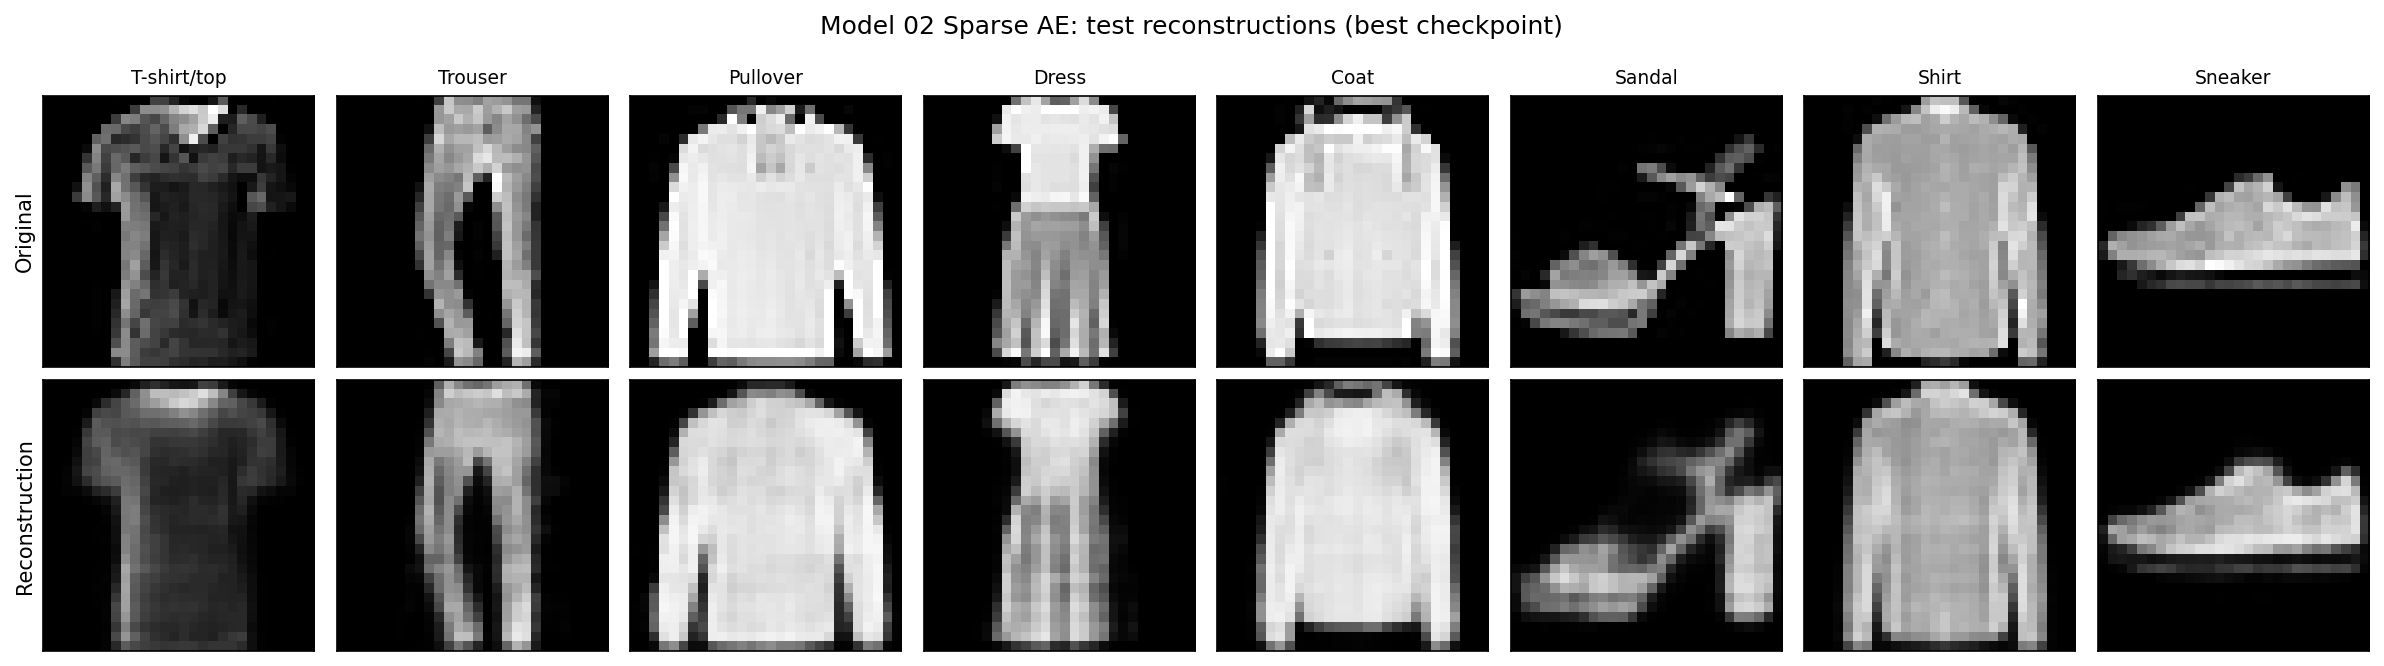 Model 02 Sparse AE: test reconstructions (best checkpoint)
T-shirt/top Trouser Pullover Dress Coat Sandal Shirt Sneaker
Original
Reconstruction